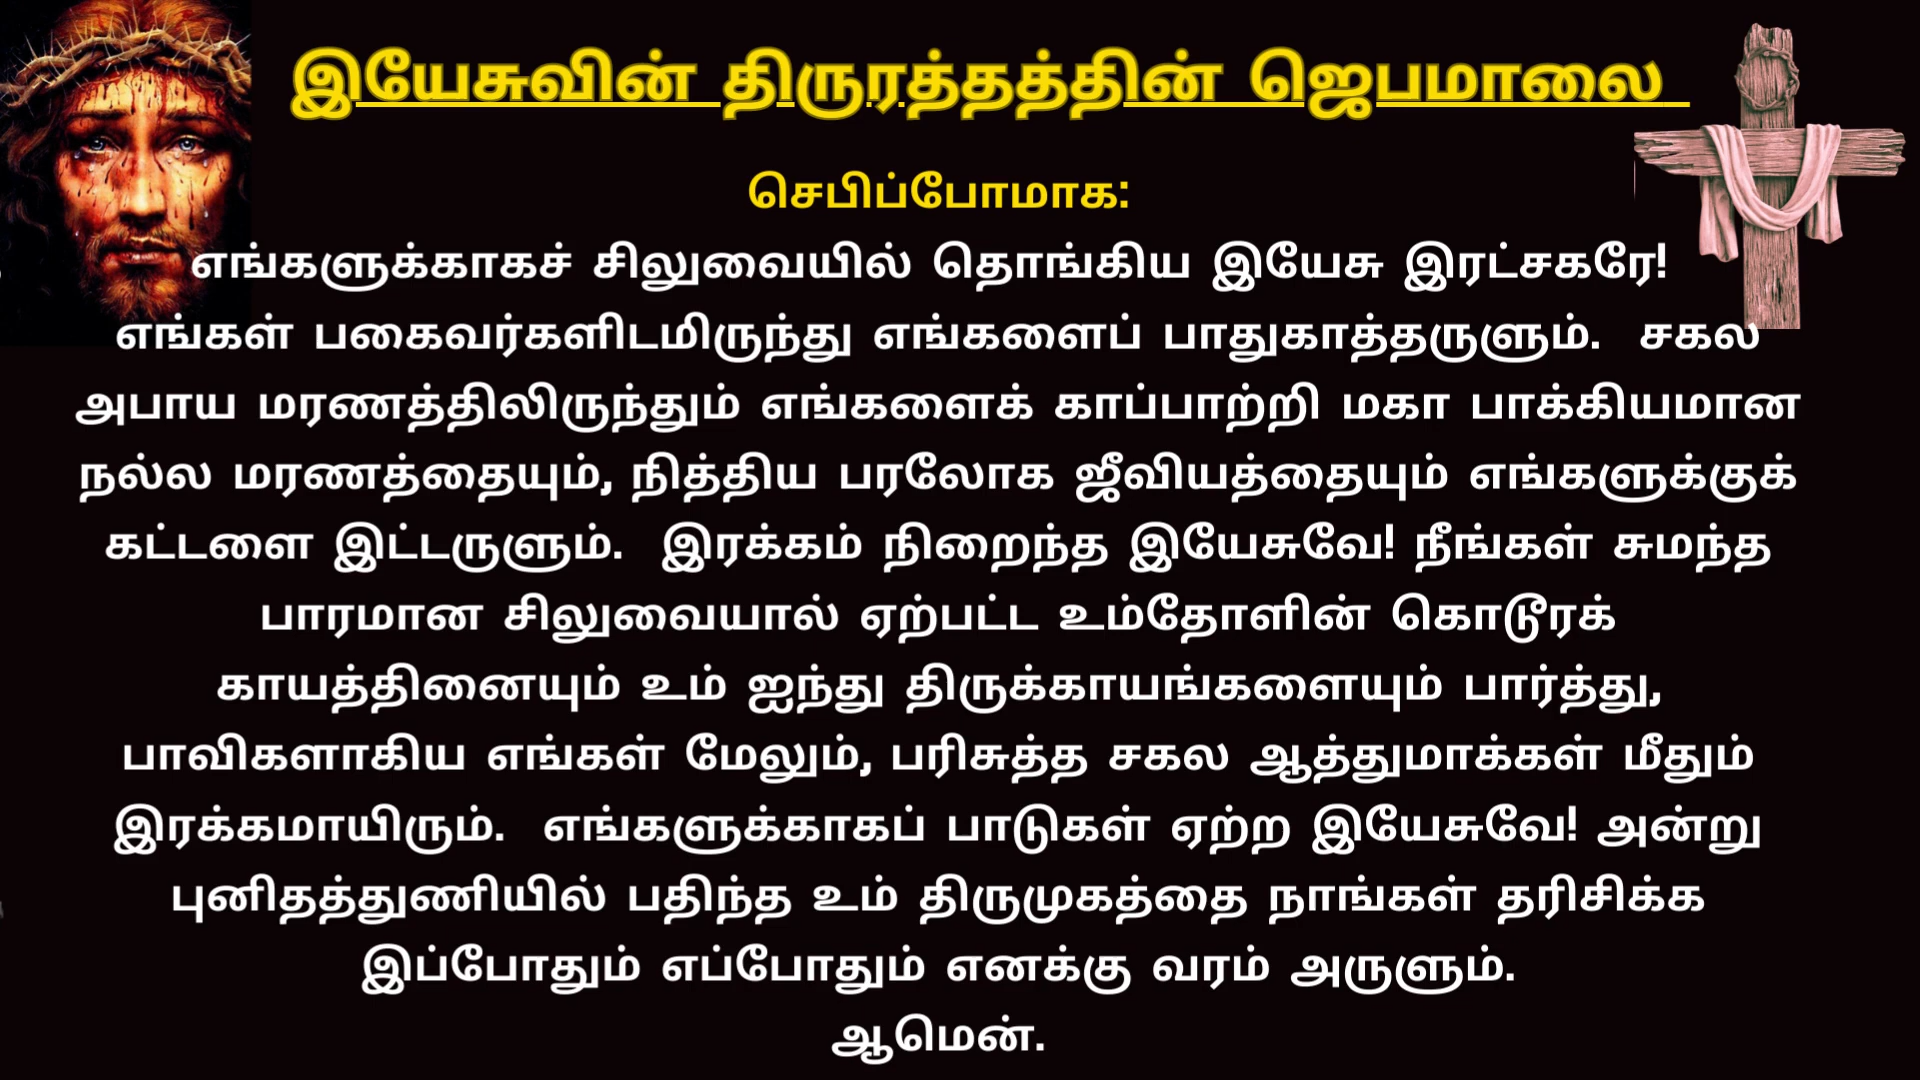 இயேசுவின் திருரத்தத்தின் ஜெபமாலை
செபிப்போமாக:
எங்களுக்காகச் சிலுவையில் தொங்கிய இயேசு இரட்சகரே!
எங்கள் பகைவர்களிடமிருந்து எங்களைப் பாதுகாத்தருளும். சகல
அபாய மரணத்திலிருந்தும் எங்களைக் காப்பாற்றி மகா பாக்கியமான
நல்ல மரணத்தையும், நித்திய பரலோக ஜீவியத்தையும் எங்களுக்குக்
கட்டளை இட்டருளும். இரக்கம் நிறைந்த இயேசுவே! நீங்கள் சுமந்த
பாரமான சிலுவையால் ஏற்பட்ட உம்தோளின் கொடூரக்
காயத்தினையும் உம் ஐந்து திருக்காயங்களையும் பார்த்து,
பாவிகளாகிய எங்கள் மேலும், பரிசுத்த சகல ஆத்துமாக்கள் மீதும்
இரக்கமாயிரும். எங்களுக்காகப் பாடுகள் ஏற்ற இயேசுவே! அன்று
புனிதத்துணியில் பதிந்த உம் திருமுகத்தை நாங்கள் தரிசிக்க
இப்போதும் எப்போதும் எனக்கு வரம் அருளும்.
ஆமென்.